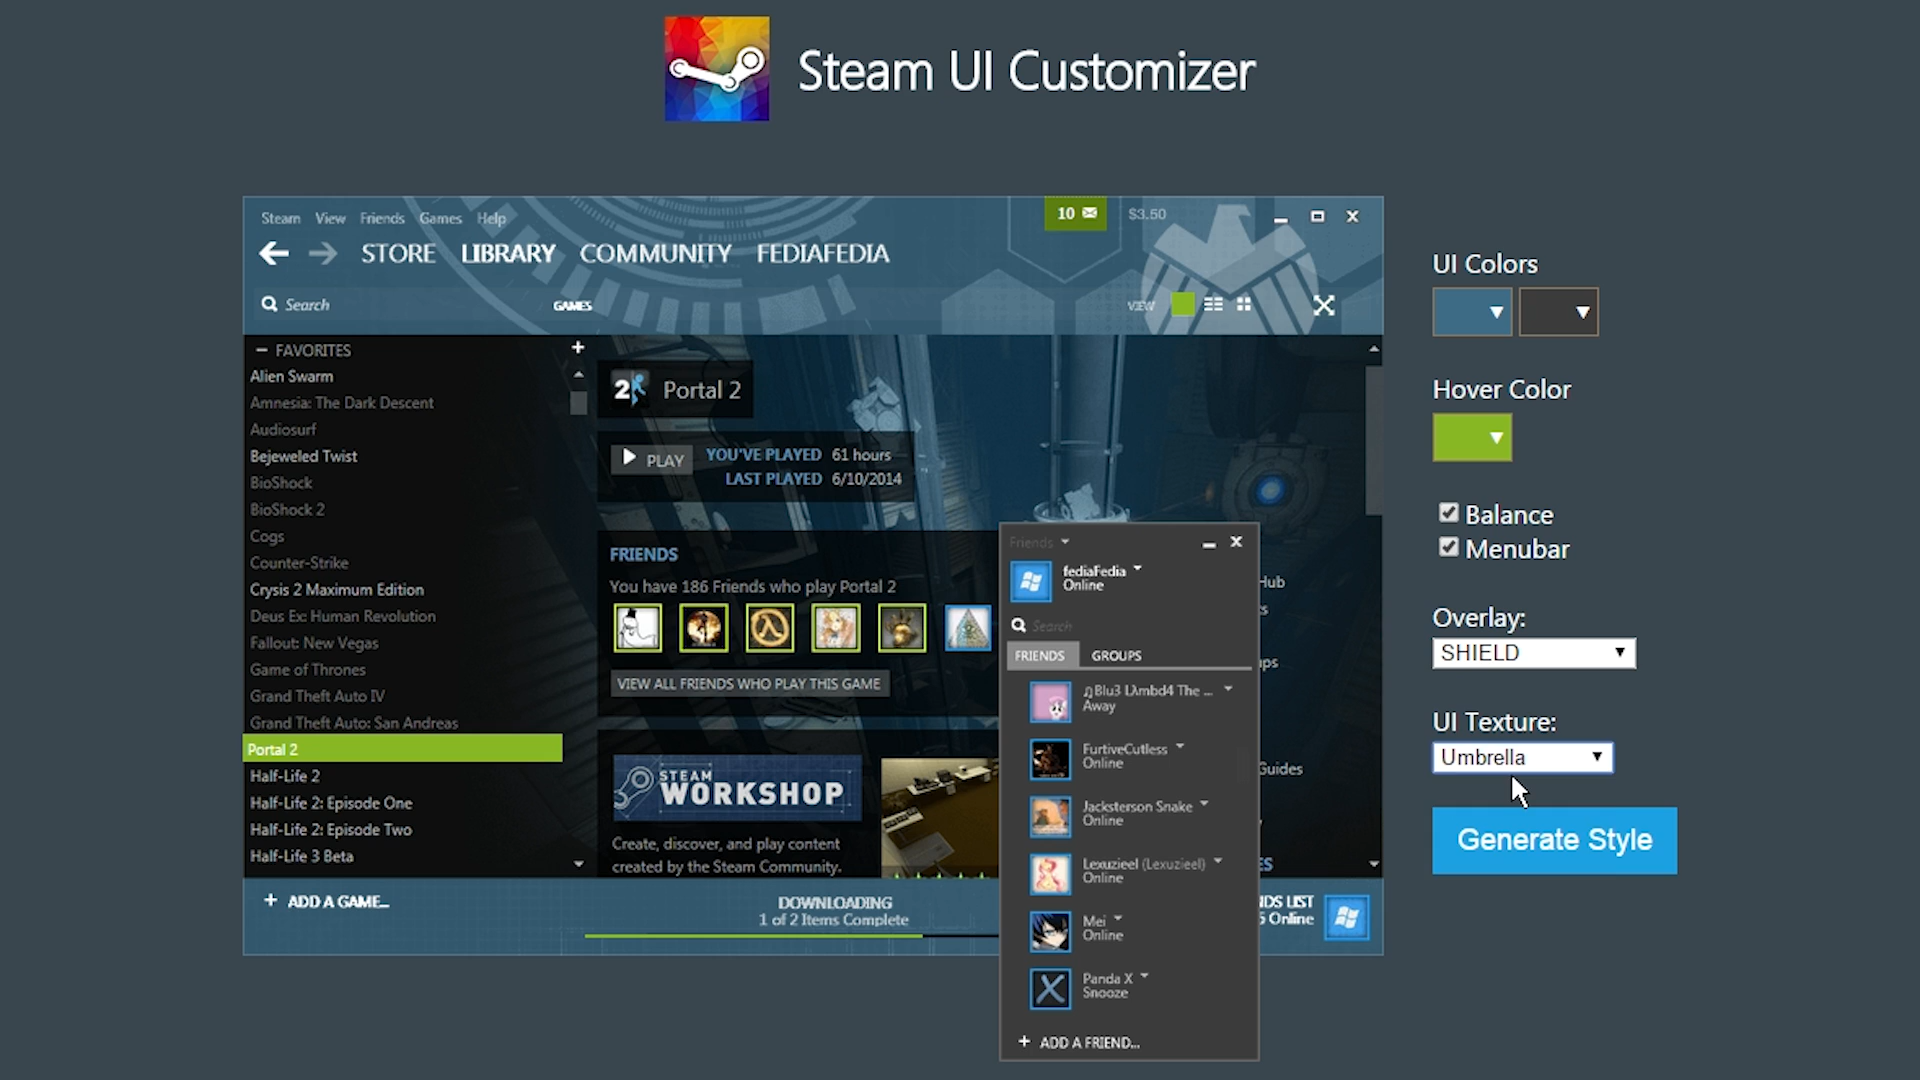 Steam UI Customizer
Steam View Friends Games Help
10 $3.50
STORE LIBRARY COMMUNITY FEDIAFEDIA
Search GAMES VIEW
FAVORITES
Alien Swarm
Amnesia: The Dark Descent
Audiosurf
Bejeweled Twist
BioShock
BioShock 2
Cogs
Counter-Strike
Crysis 2 Maximum Edition
Deus Ex: Human Revolution
Fallout: New Vegas
Game of Thrones
Grand Theft Auto IV
Grand Theft Auto: San Andreas
Portal 2
Half-Life 2
Half-Life 2: Episode One
Half-Life 2: Episode Two
Half-Life 3 Beta
+ ADD A GAME...
2 Portal 2
PLAY
YOU'VE PLAYED 61 hours
LAST PLAYED 6/10/2014
FRIENDS
You have 186 Friends who play Portal 2
VIEW ALL FRIENDS WHO PLAY THIS GAME
STEAM
WORKSHOP
Create, discover, and play content
created by the Steam Community.
DOWNLOADING
1 of 2 Items Complete
Friends
fediaFedia
Online
Search
FRIENDS GROUPS
♫Blu3 Lλmbd4 The ...
Away
FurtiveCutless
Online
Jacksterson Snake
Online
Lexuzieel (Lexuzieel)
Online
Mei
Online
Panda X
Snooze
+ ADD A FRIEND...
Hub
Guides
LIST
Online
UI Colors
Hover Color
Balance
Menubar
Overlay:
SHIELD
UI Texture:
Umbrella
Generate Style